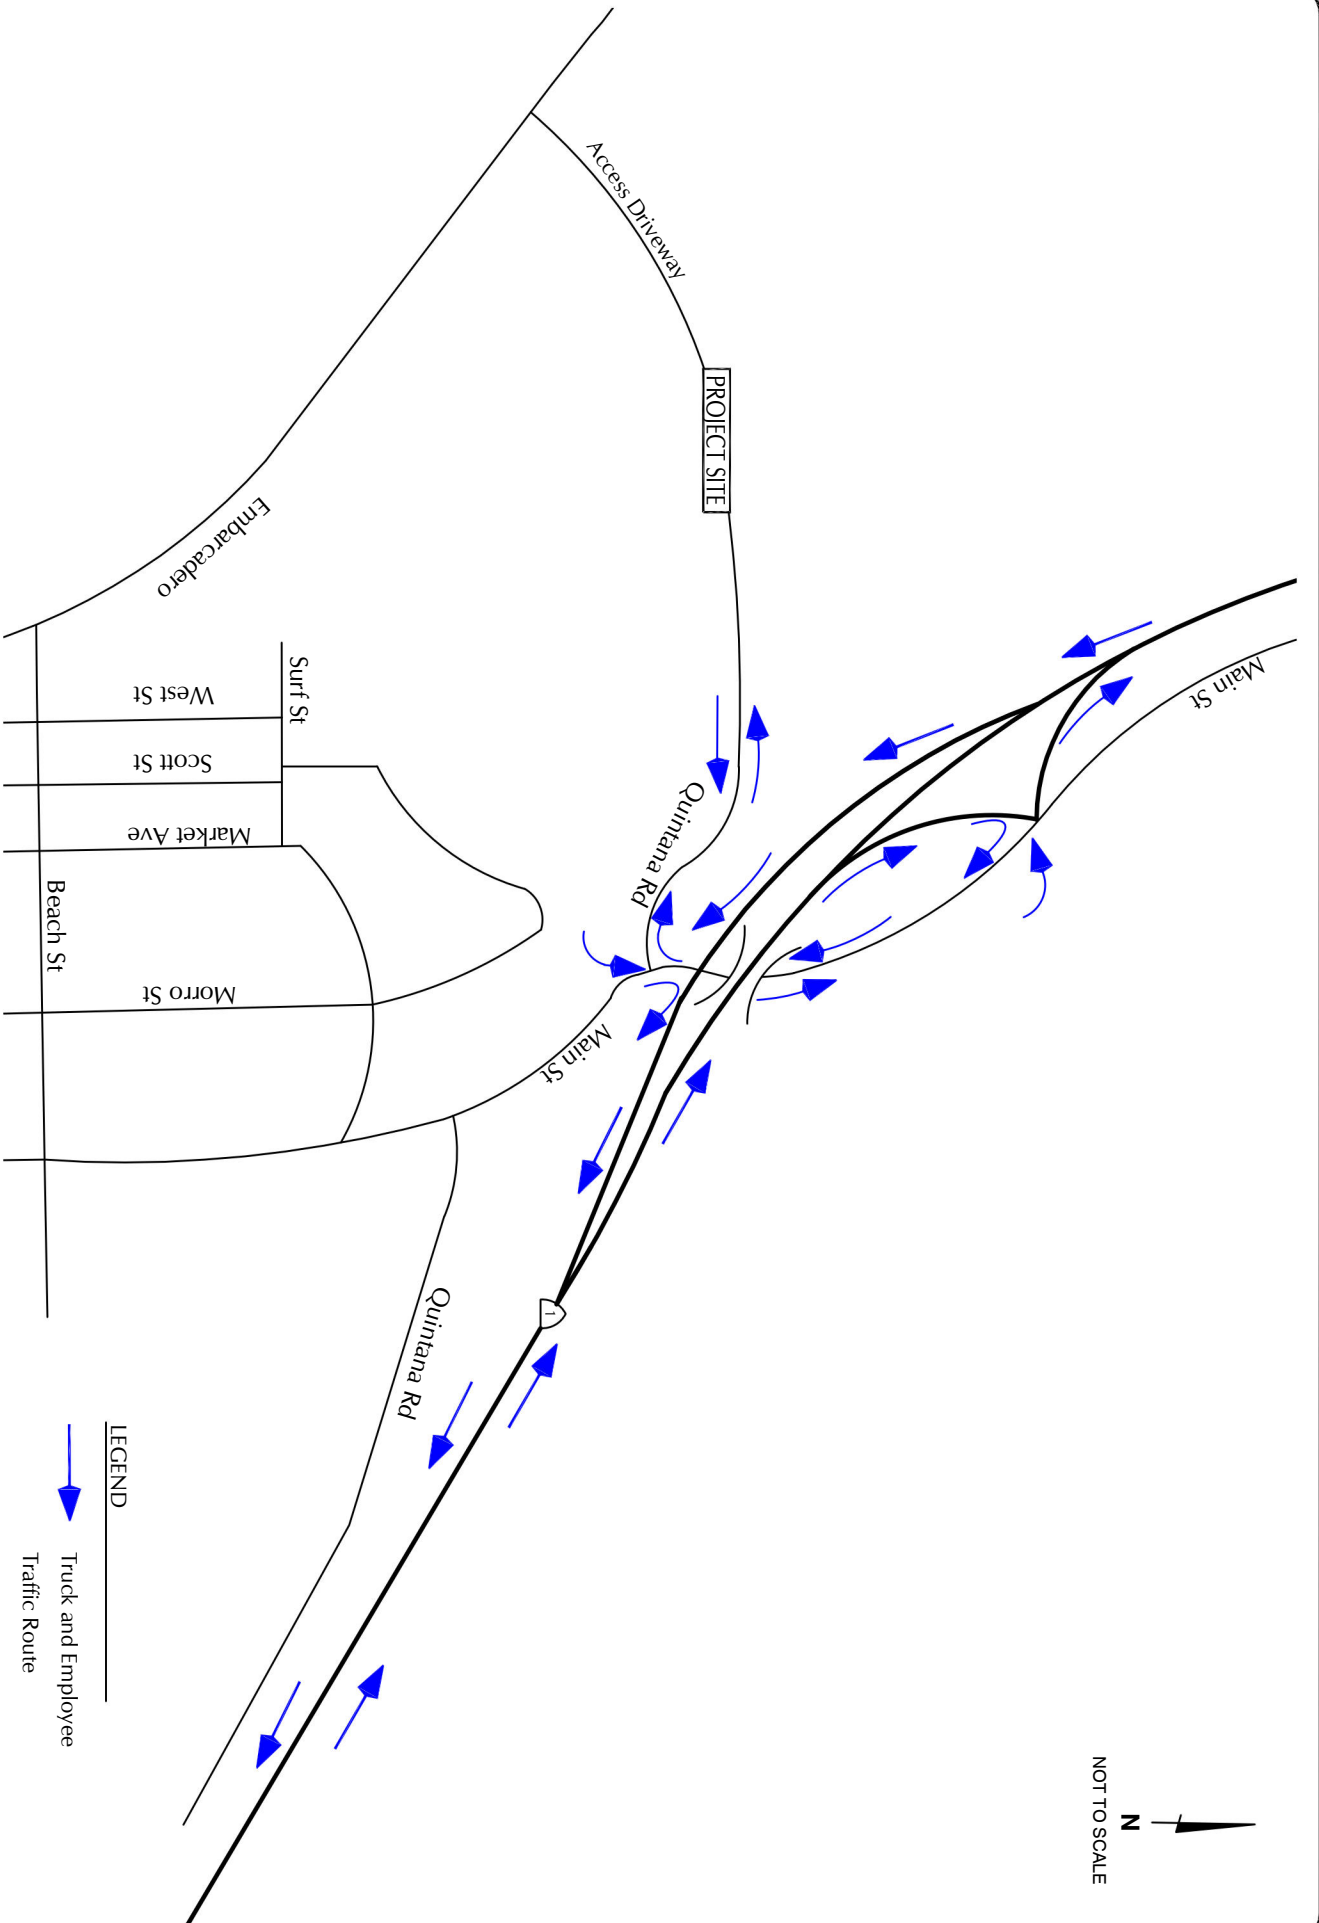 Main St
Access Driveway
PROJECT SITE
Quintana Rd
Embarcadero
Surf St
West St
Scott St
Market Ave
Beach St
Morro St
Main St
1
Quintana Rd
LEGEND
Truck and Employee
Traffic Route
N
NOT TO SCALE